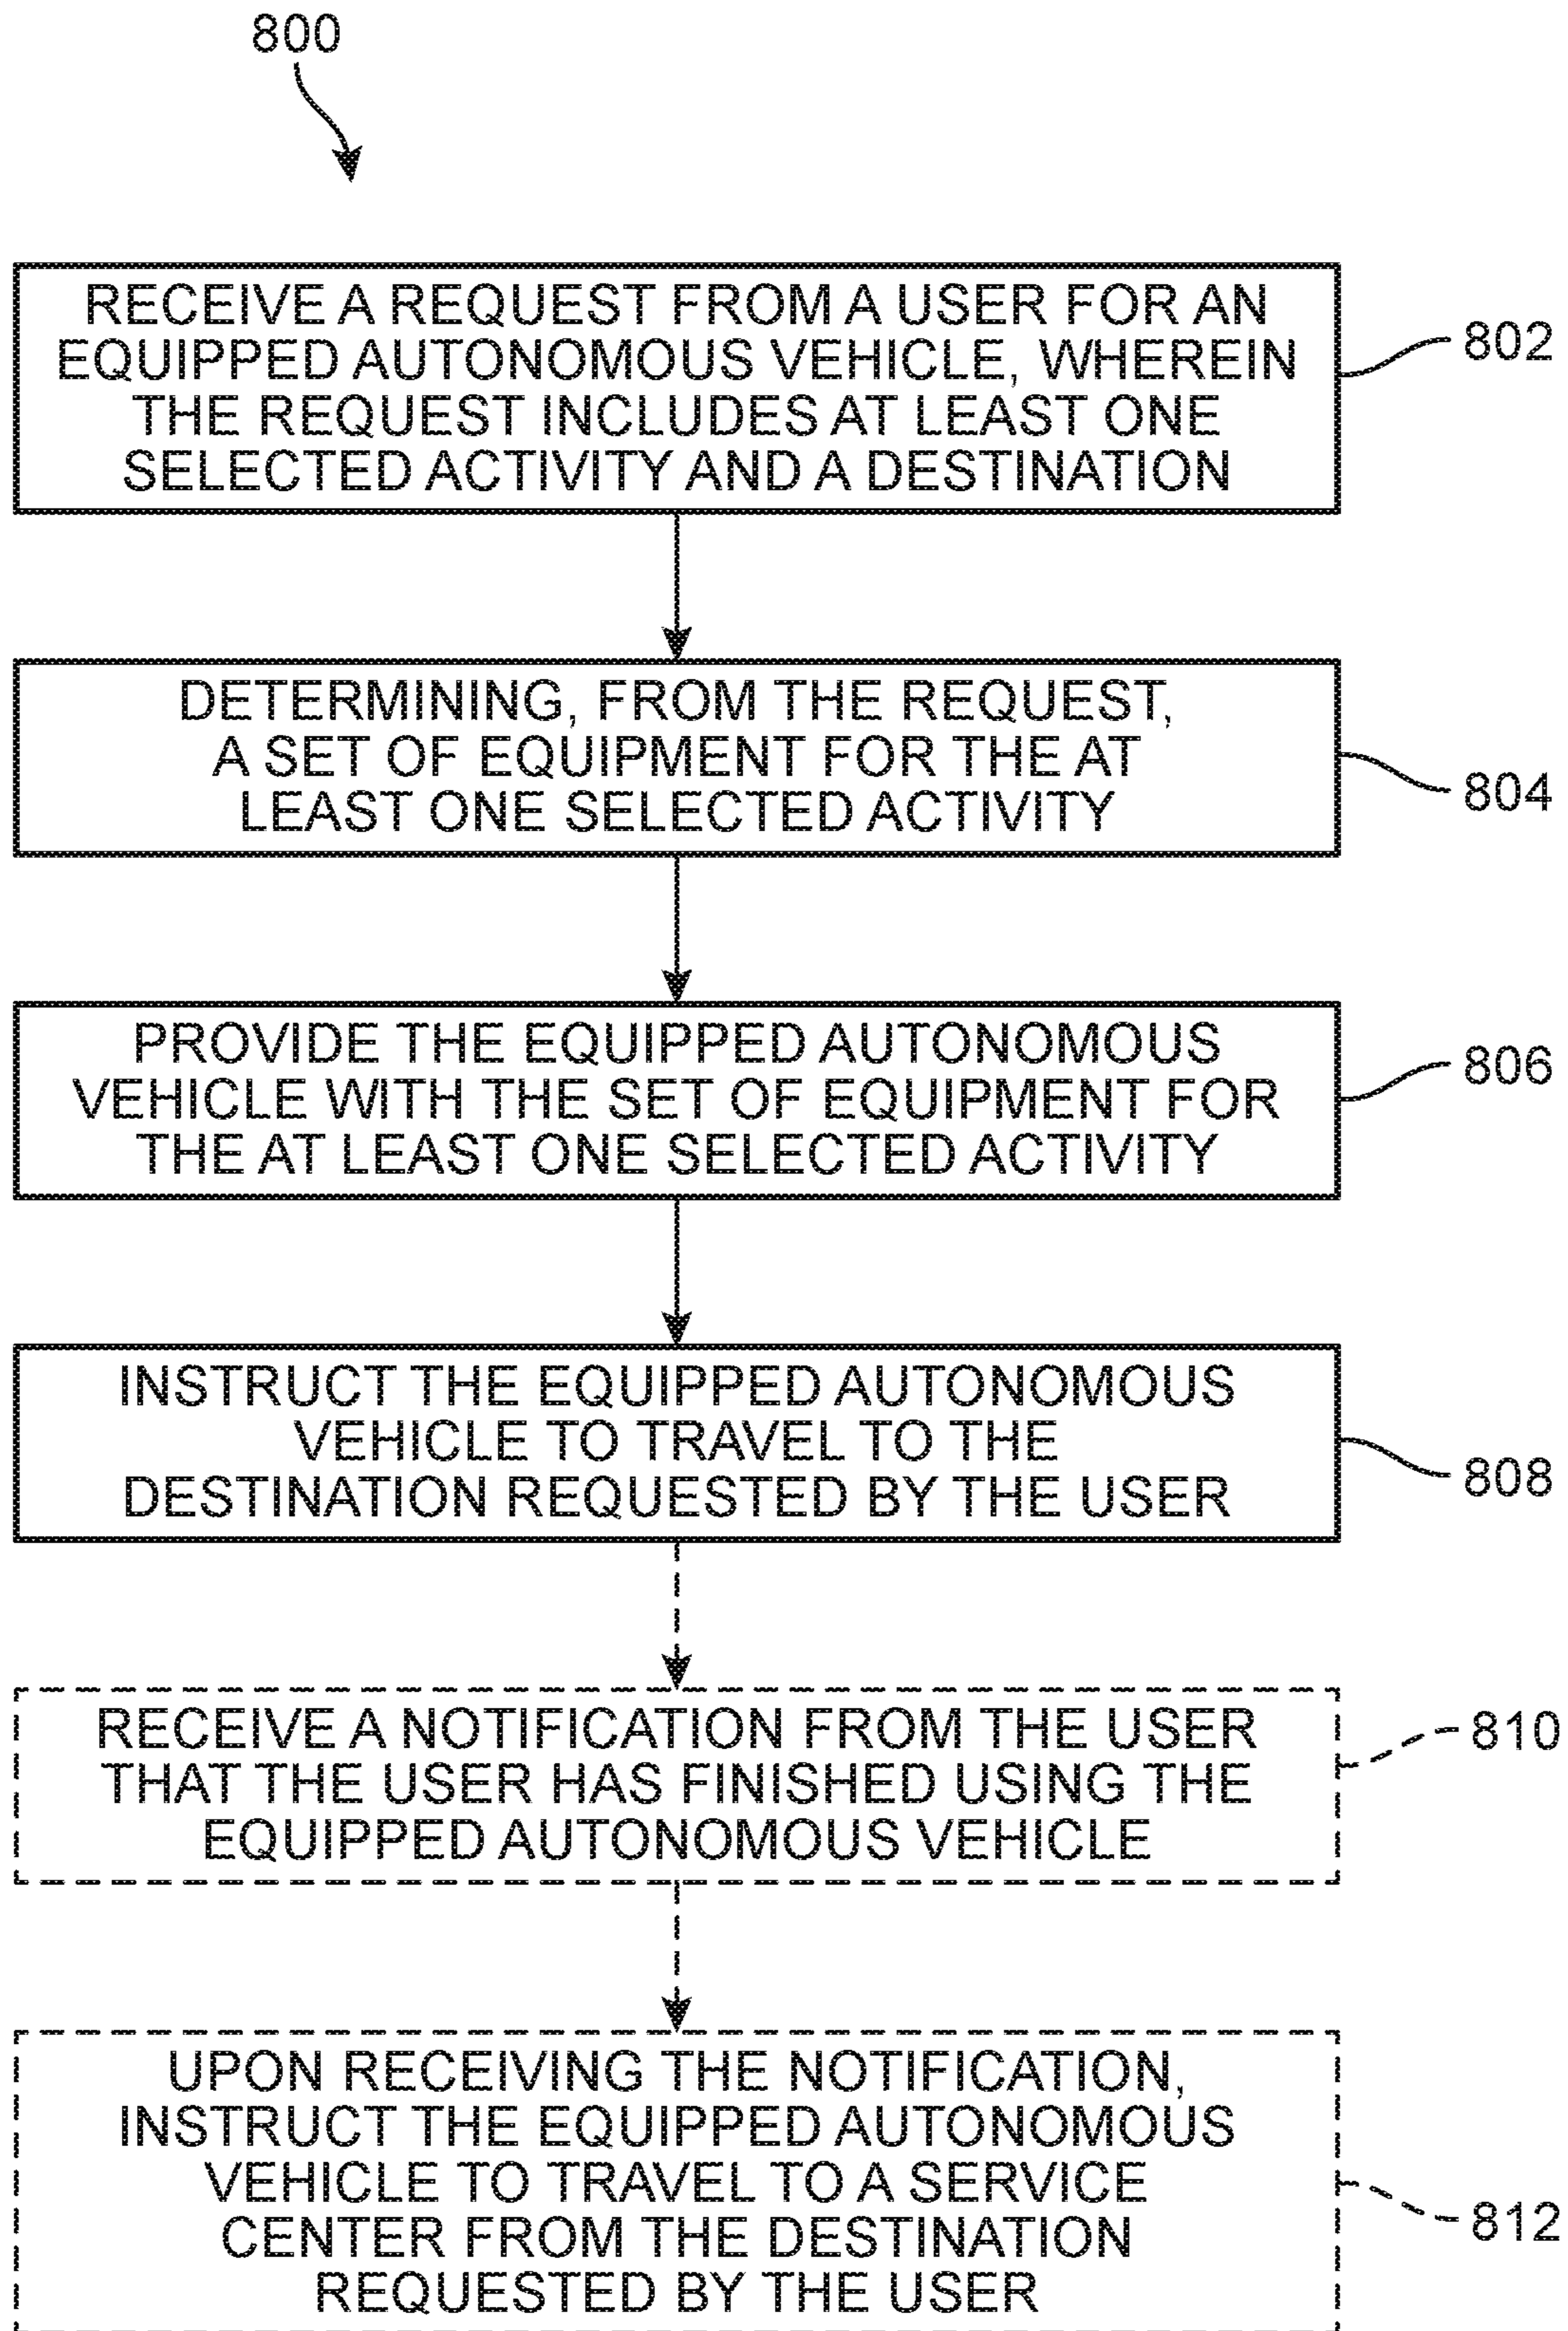 800
RECEIVE A REQUEST FROM A USER FOR AN
EQUIPPED AUTONOMOUS VEHICLE, WHEREIN
THE REQUEST INCLUDES AT LEAST ONE
SELECTED ACTIVITY AND A DESTINATION
802
DETERMINING, FROM THE REQUEST,
A SET OF EQUIPMENT FOR THE AT
LEAST ONE SELECTED ACTIVITY
804
PROVIDE THE EQUIPPED AUTONOMOUS
VEHICLE WITH THE SET OF EQUIPMENT FOR
THE AT LEAST ONE SELECTED ACTIVITY
806
INSTRUCT THE EQUIPPED AUTONOMOUS
VEHICLE TO TRAVEL TO THE
DESTINATION REQUESTED BY THE USER
808
RECEIVE A NOTIFICATION FROM THE USER
THAT THE USER HAS FINISHED USING THE
EQUIPPED AUTONOMOUS VEHICLE
810
UPON RECEIVING THE NOTIFICATION,
INSTRUCT THE EQUIPPED AUTONOMOUS
VEHICLE TO TRAVEL TO A SERVICE
CENTER FROM THE DESTINATION
REQUESTED BY THE USER
812